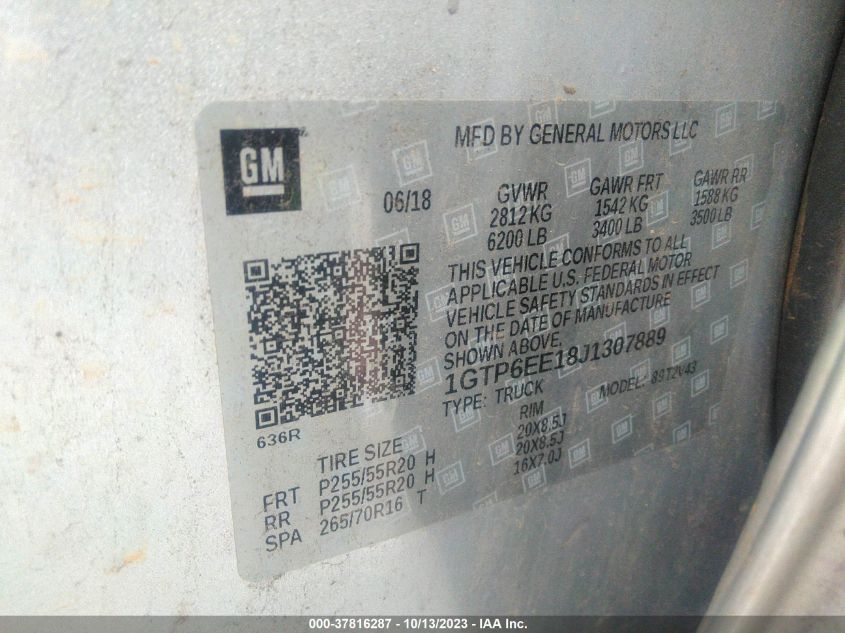 GM
MFD BY GENERAL MOTORS LLC
06/18
GVWR GAWR FRT GAWR RR
2812 KG 1542 KG 1588 KG
6200 LB 3400 LB 3500 LB
THIS VEHICLE CONFORMS TO ALL
APPLICABLE U.S. FEDERAL MOTOR
VEHICLE SAFETY STANDARDS IN EFFECT
ON THE DATE OF MANUFACTURE
SHOWN ABOVE.
1GTP6EE18J1307889
TYPE: TRUCK MODEL: 89T2V43
636R
TIRE SIZE RIM
FRT P255/55R20 H 20X8.5J
RR P255/55R20 H 20X8.5J
SPA 265/70R16 T 16X7.0J
000-37816287 - 10/13/2023 - IAA Inc.